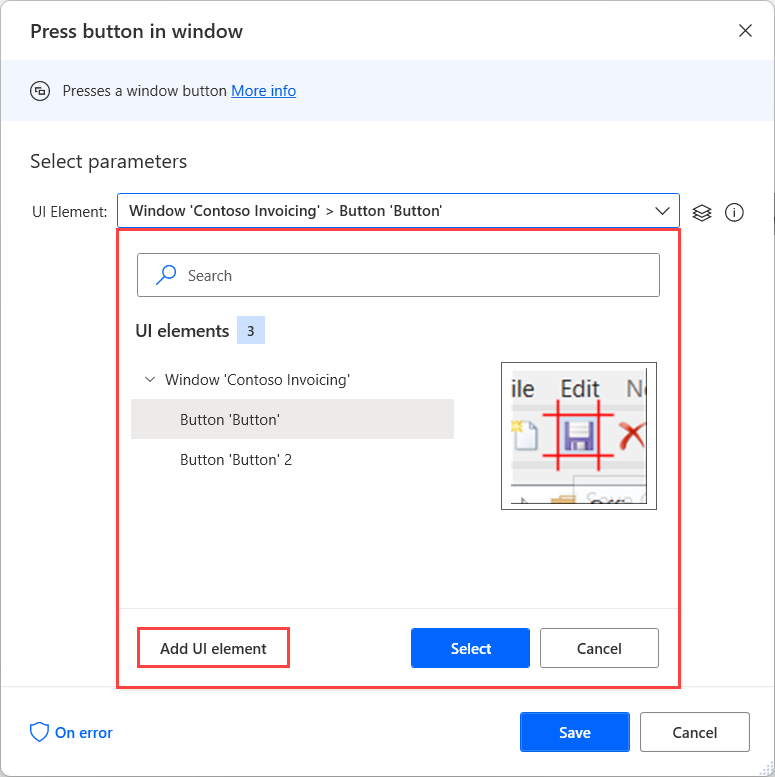 Press button in window
Presses a window button More info
Select parameters
UI Element: Window 'Contoso Invoicing' > Button 'Button'
Search
UI elements 3
Window 'Contoso Invoicing'
Button 'Button'
Button 'Button' 2
ile Edit
Add UI element Select Cancel
On error Save Cancel